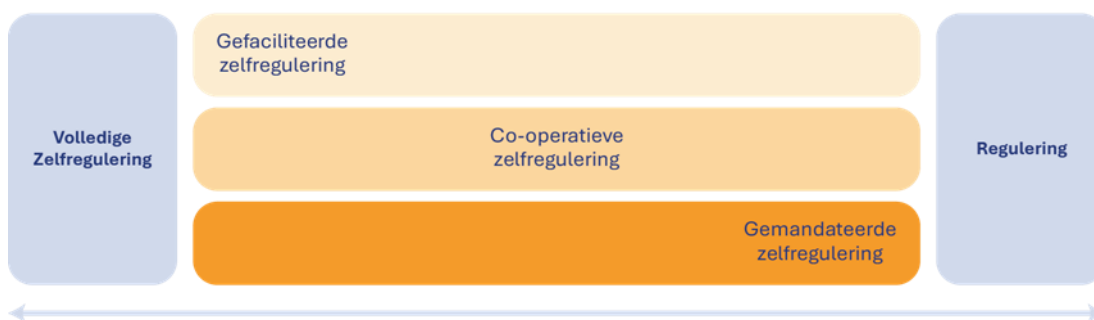 Gefaciliteerde
zelfregulering
Volledige
Zelfregulering
Co-operatieve
zelfregulering
Regulering
Gemandateerde
zelfregulering